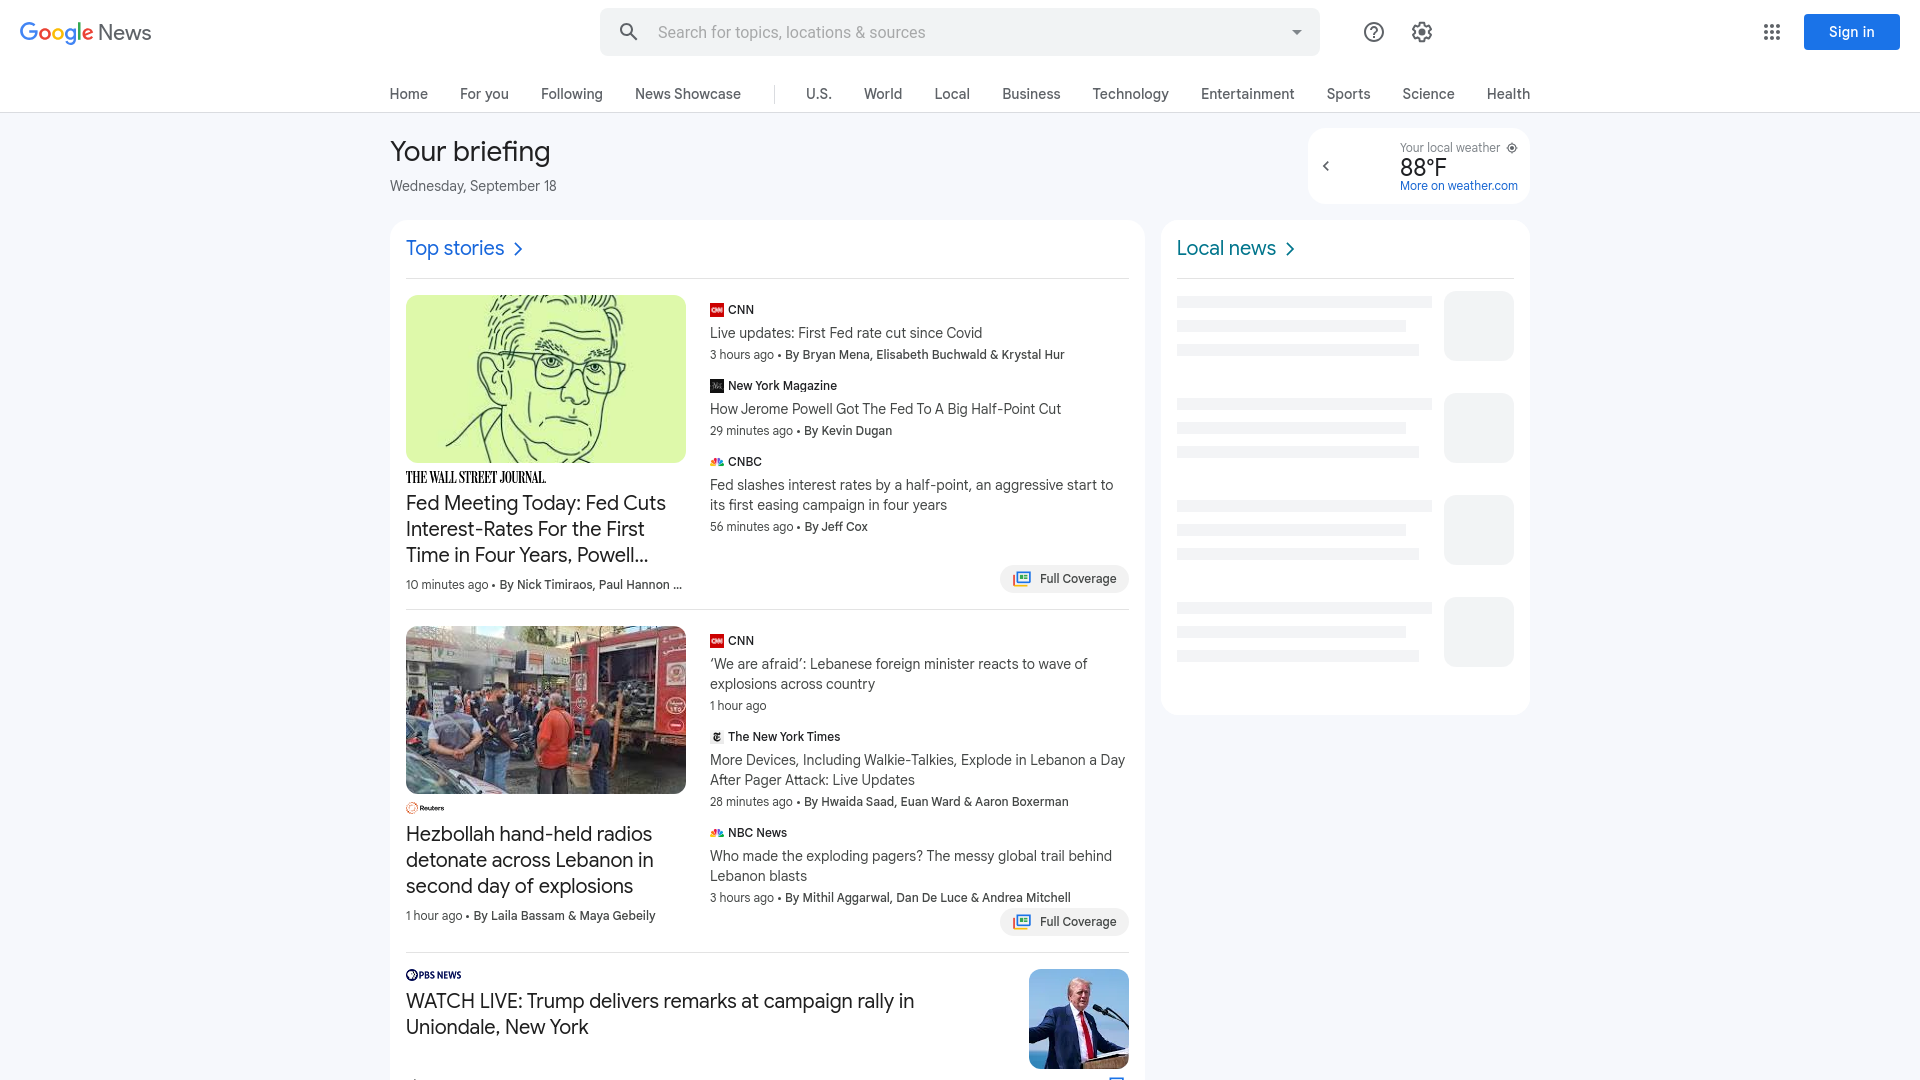 Google News
Search for topics, locations & sources
Sign in
Home
For you
Following
News Showcase
U.S.
World
Local
Business
Technology
Entertainment
Sports
Science
Health
Your briefing
Wednesday, September 18
Your local weather
88°F
More on weather.com
Top stories
THE WALL STREET JOURNAL.
Fed Meeting Today: Fed Cuts
Interest-Rates For the First
Time in Four Years, Powell...
10 minutes ago • By Nick Timiraos, Paul Hannon ...
CNN
Live updates: First Fed rate cut since Covid
3 hours ago • By Bryan Mena, Elisabeth Buchwald & Krystal Hur
New York Magazine
How Jerome Powell Got The Fed To A Big Half-Point Cut
29 minutes ago • By Kevin Dugan
CNBC
Fed slashes interest rates by a half-point, an aggressive start to
its first easing campaign in four years
56 minutes ago • By Jeff Cox
Full Coverage
Reuters
Hezbollah hand-held radios
detonate across Lebanon in
second day of explosions
1 hour ago • By Laila Bassam & Maya Gebeily
CNN
‘We are afraid’: Lebanese foreign minister reacts to wave of
explosions across country
1 hour ago
The New York Times
More Devices, Including Walkie-Talkies, Explode in Lebanon a Day
After Pager Attack: Live Updates
28 minutes ago • By Hwaida Saad, Euan Ward & Aaron Boxerman
NBC News
Who made the exploding pagers? The messy global trail behind
Lebanon blasts
3 hours ago • By Mithil Aggarwal, Dan De Luce & Andrea Mitchell
Full Coverage
PBS NEWS
WATCH LIVE: Trump delivers remarks at campaign rally in
Uniondale, New York
Local news